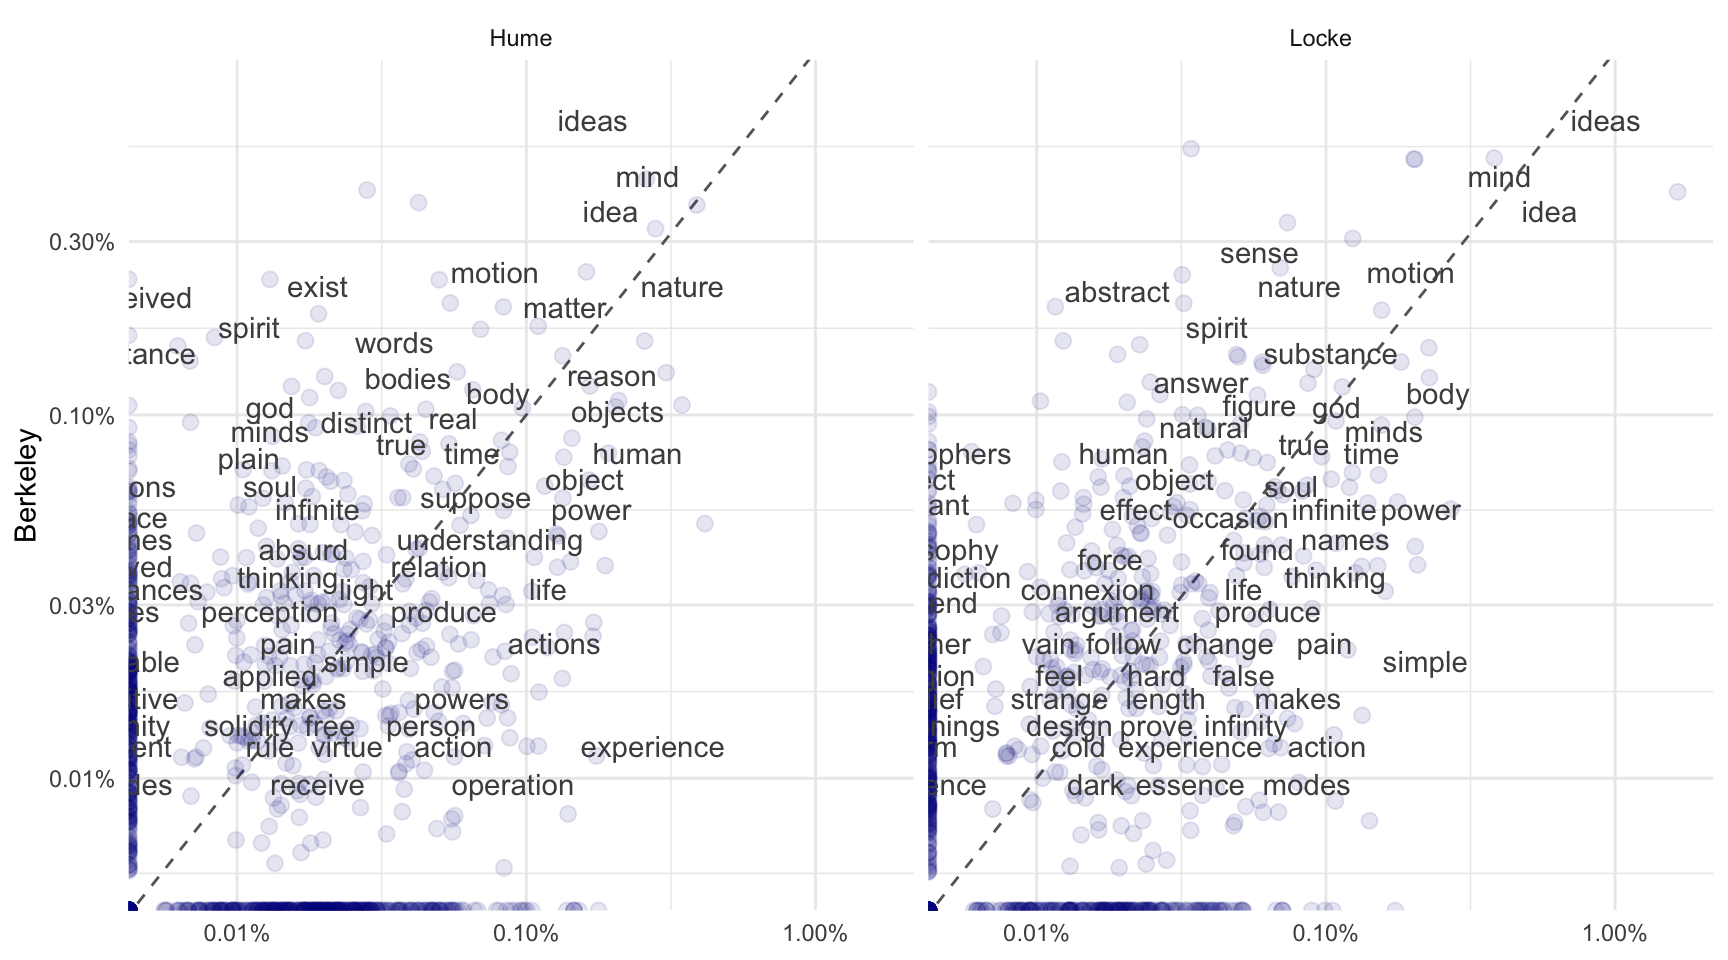 Hume
Locke
Berkeley
0.30%
0.10%
0.03%
0.01%
ideas
mind
idea
exist
motion
nature
eived
matter
spirit
words
tance
bodies
reason
body
god
distinct
real
objects
minds
true
time
human
plain
object
ons
soul
suppose
infinite
power
ace
nes
absurd
understanding
ved
thinking
relation
ances
light
life
es
perception
produce
pain
actions
able
simple
applied
tive
makes
powers
ity
solidity
free
person
ent
rule
virtue
action
experience
des
receive
operation
0.01%
0.10%
1.00%
ideas
mind
idea
sense
motion
abstract
nature
spirit
substance
answer
body
figure
god
natural
minds
true
time
ophers
human
ect
object
soul
ant
effect
occasion
infinite
power
sophy
found
names
force
diction
thinking
connexion
life
end
argument
produce
her
vain
follow
change
pain
simple
ion
feel
hard
false
ief
strange
length
makes
nings
design
prove
infinity
m
cold
experience
action
ence
dark
essence
modes
0.01%
0.10%
1.00%